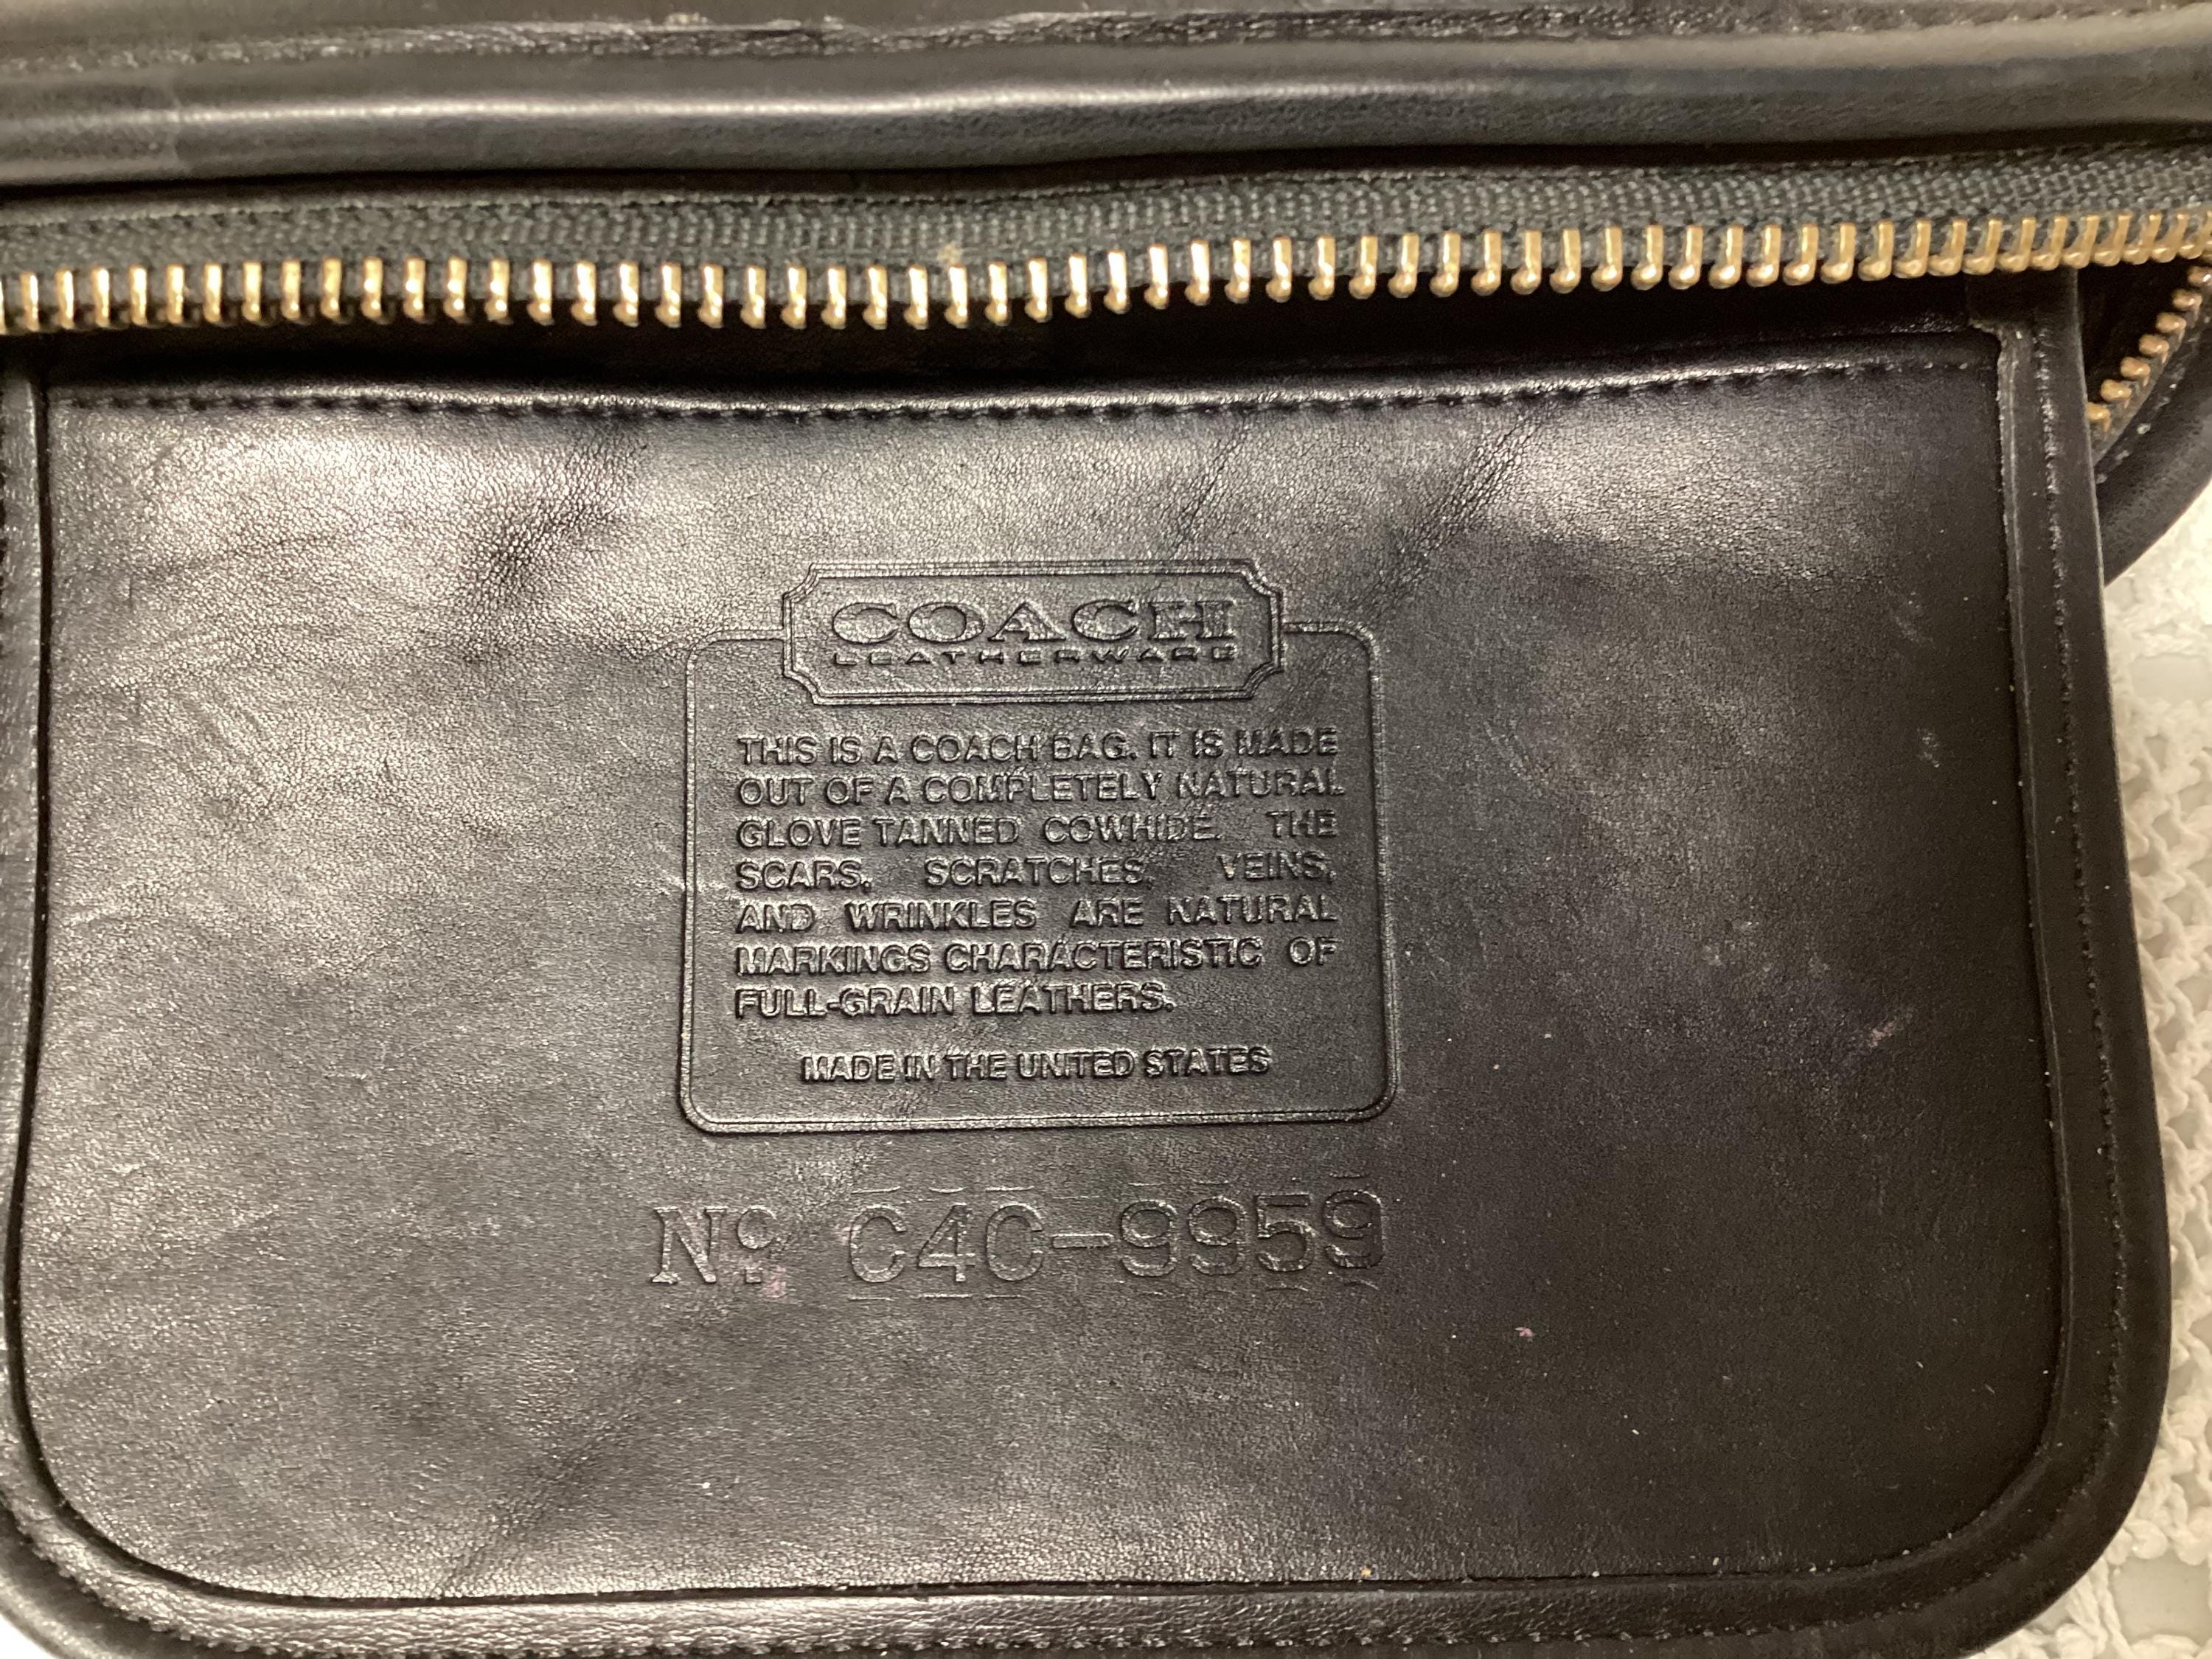 COACH
LEATHERWARE
THIS IS A COACH BAG. IT IS MADE
OUT OF A COMPLETELY NATURAL
GLOVE TANNED COWHIDE. THE
SCARS, SCRATCHES, VEINS,
AND WRINKLES ARE NATURAL
MARKINGS CHARACTERISTIC OF
FULL-GRAIN LEATHERS.
MADE IN THE UNITED STATES
No C4C-9959